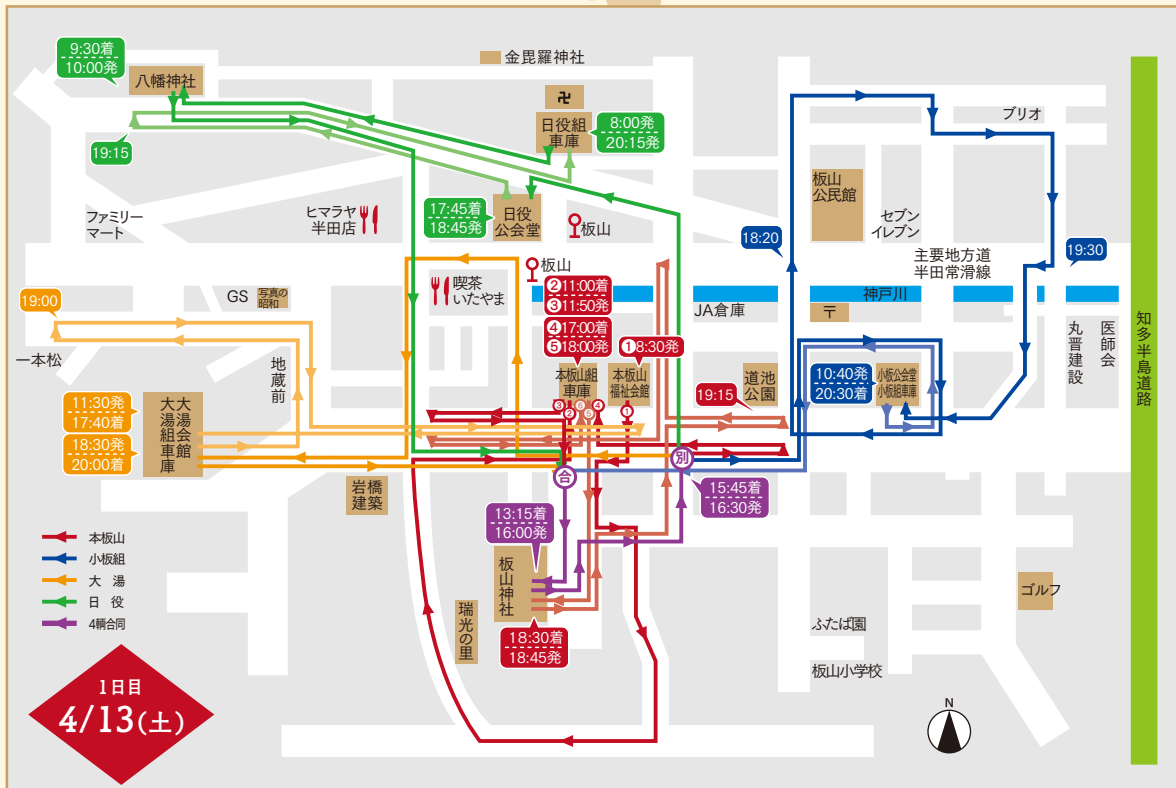 金毘羅神社
9:30着
10:00発
八幡神社
卍
日役組
車庫
8:00発
20:15発
ブリオ
19:15
板山
公民館
ファミリー
マート
ヒマラヤ
半田店
17:45着
18:45発
日役
公会堂
板山
セブン
イレブン
18:20
主要地方道
半田常滑線
19:30
板山
喫茶
いたやま
②11:00着
③11:50発
④17:00着
⑤18:00発
①8:30発
JA倉庫
神戸川
〒
19:00
GS
写真の
昭和
一本松
地蔵前
本板山組
車庫
本板山
福祉会館
道池
公園
19:15
10:40発
20:30着
小板公会堂
小板組車庫
丸晋建設
医師会
知多半島道路
11:30発
17:40着
18:30発
20:00着
大湯会館
大湯組車庫
③
②
⑥
⑤
④
①
合
別
岩橋
建築
13:15着
16:00発
15:45着
16:30発
板山神社
18:30着
18:45発
瑞光の里
ゴルフ
ふたば園
板山小学校
本板山
小板組
大 湯
日 役
4輌合同
1日目
4/13(土)
N